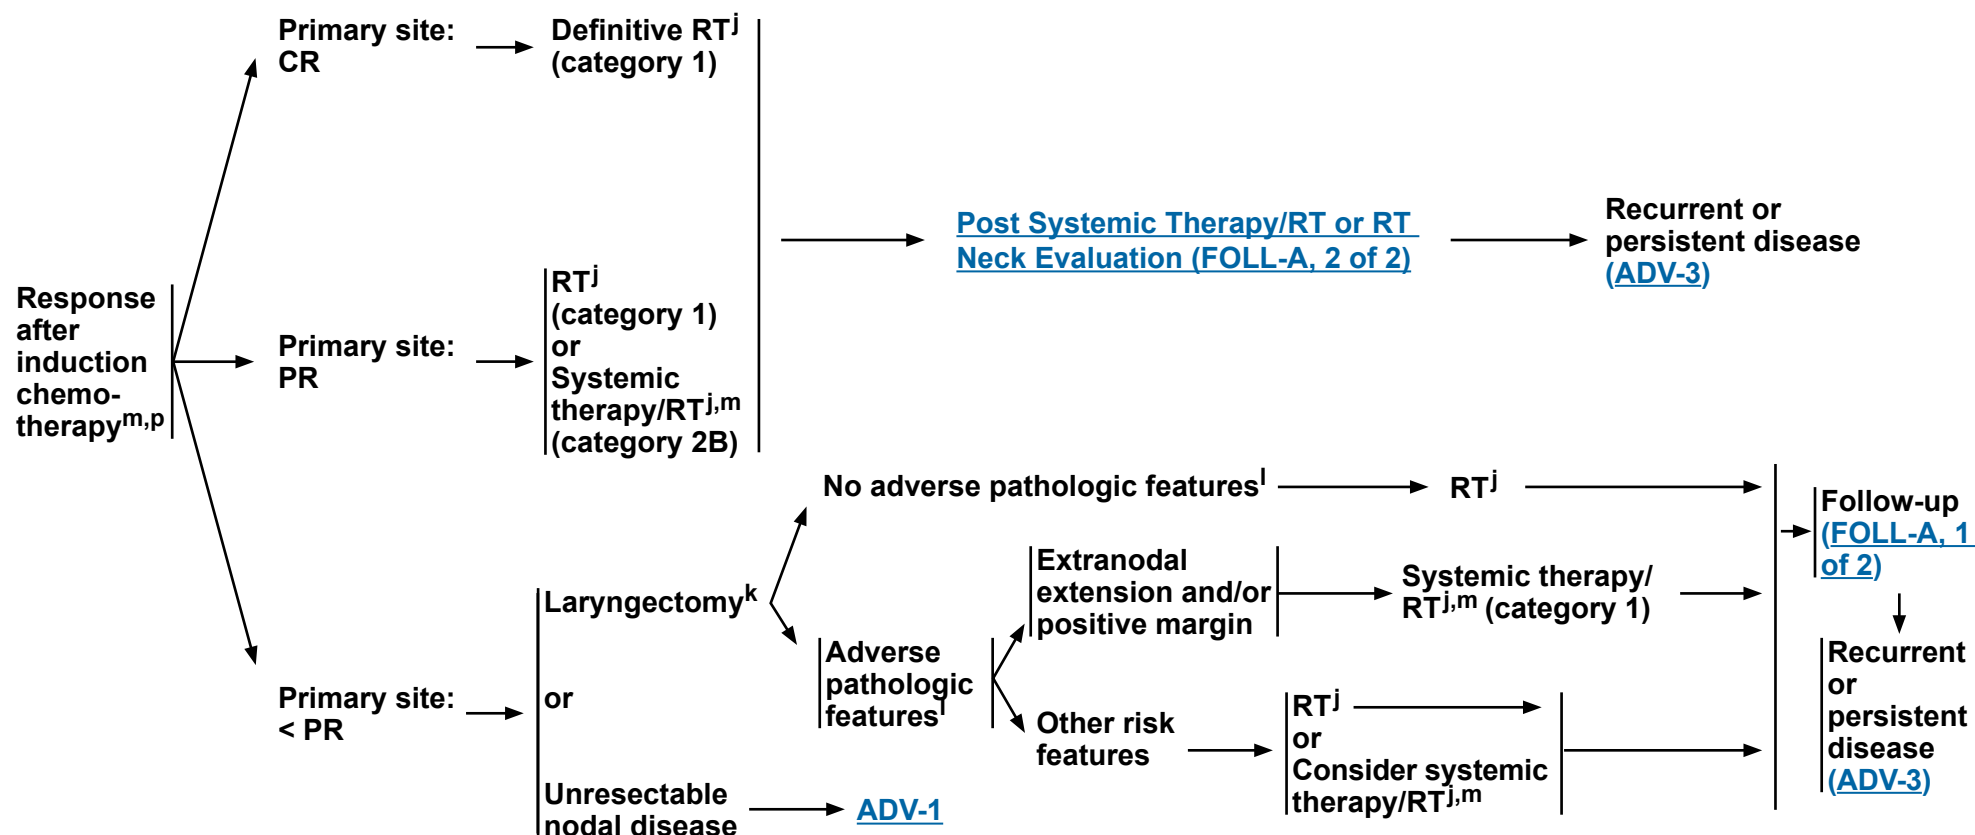 Primary site:
CR
Definitive RTj
(category 1)
Response
after
induction
chemo-
therapym,p
Primary site:
PR
RTj
(category 1)
or
Systemic
therapy/RTj,m
(category 2B)
Post Systemic Therapy/RT or RT
Neck Evaluation (FOLL-A, 2 of 2)
Recurrent or
persistent disease
(ADV-3)
Primary site:
< PR
Laryngectomyk
or
Unresectable
nodal disease
ADV-1
No adverse pathologic featuresl
RTj
Adverse
pathologic
featuresl
Extranodal
extension and/or
positive margin
Systemic therapy/
RTj,m (category 1)
Other risk
features
RTj
or
Consider systemic
therapy/RTj,m
Follow-up
(FOLL-A, 1
of 2)
Recurrent
or
persistent
disease
(ADV-3)